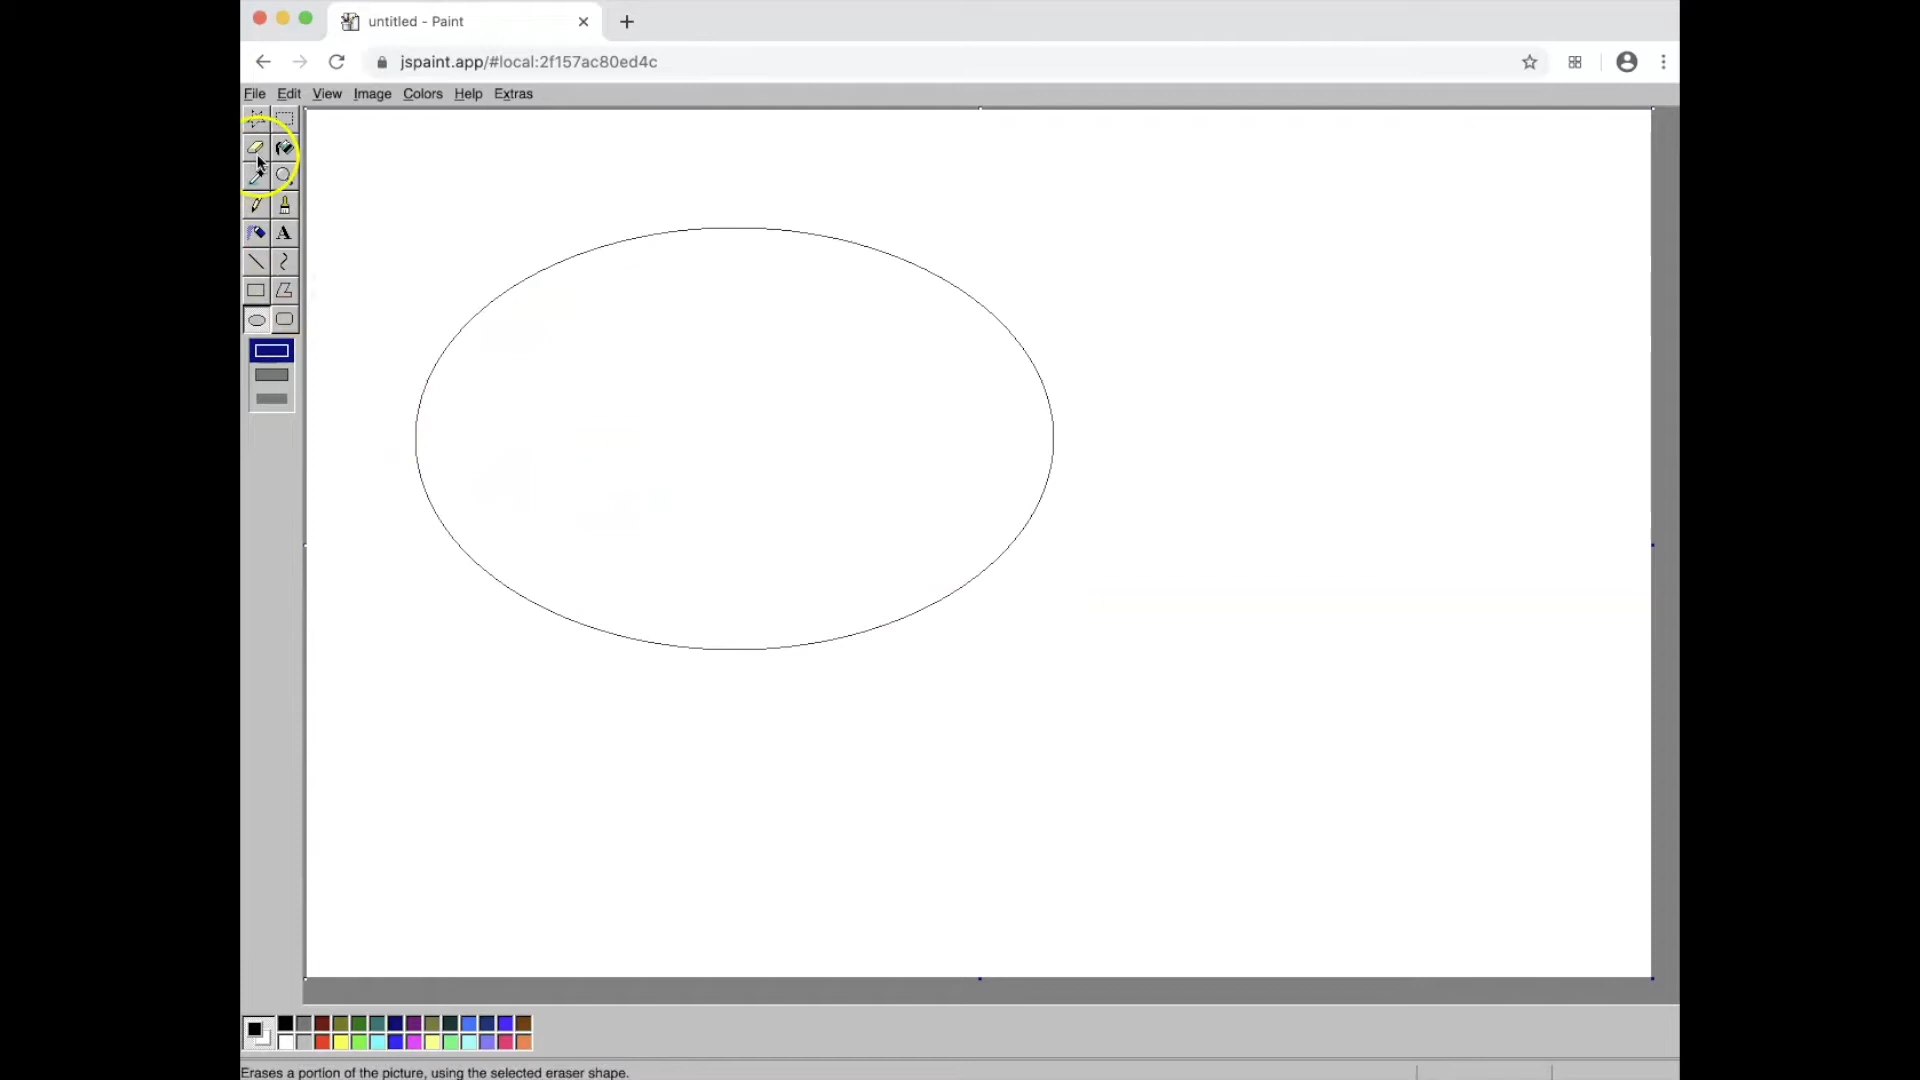 untitled - Paint
jspaint.app/#local:2f157ac80ed4c
File Edit View Image Colors Help Extras
A
Erases a portion of the picture, using the selected eraser shape.